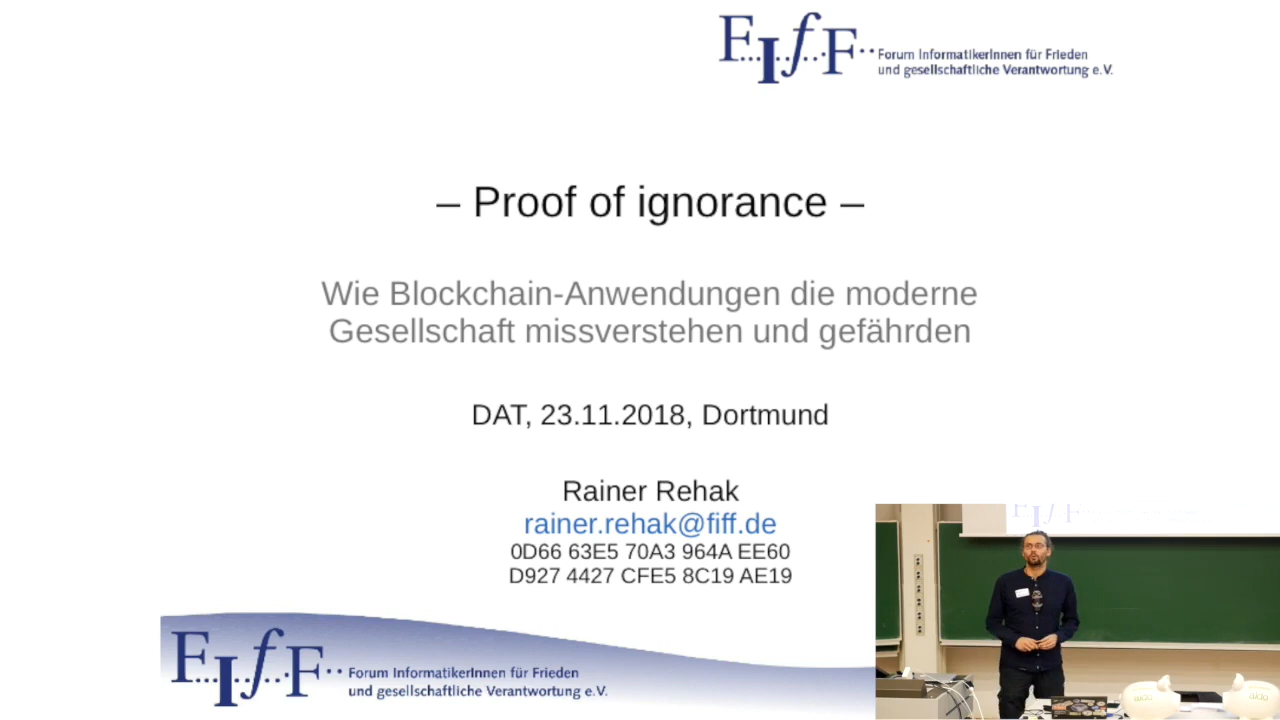 FIfF
Forum InformatikerInnen für Frieden
und gesellschaftliche Verantwortung e.V.
– Proof of ignorance –
Wie Blockchain-Anwendungen die moderne
Gesellschaft missverstehen und gefährden
DAT, 23.11.2018, Dortmund
Rainer Rehak
rainer.rehak@fiff.de
0D66 63E5 70A3 964A EE60
D927 4427 CFE5 8C19 AE19
FIfF
Forum InformatikerInnen für Frieden
und gesellschaftliche Verantwortung e.V.
FIfF